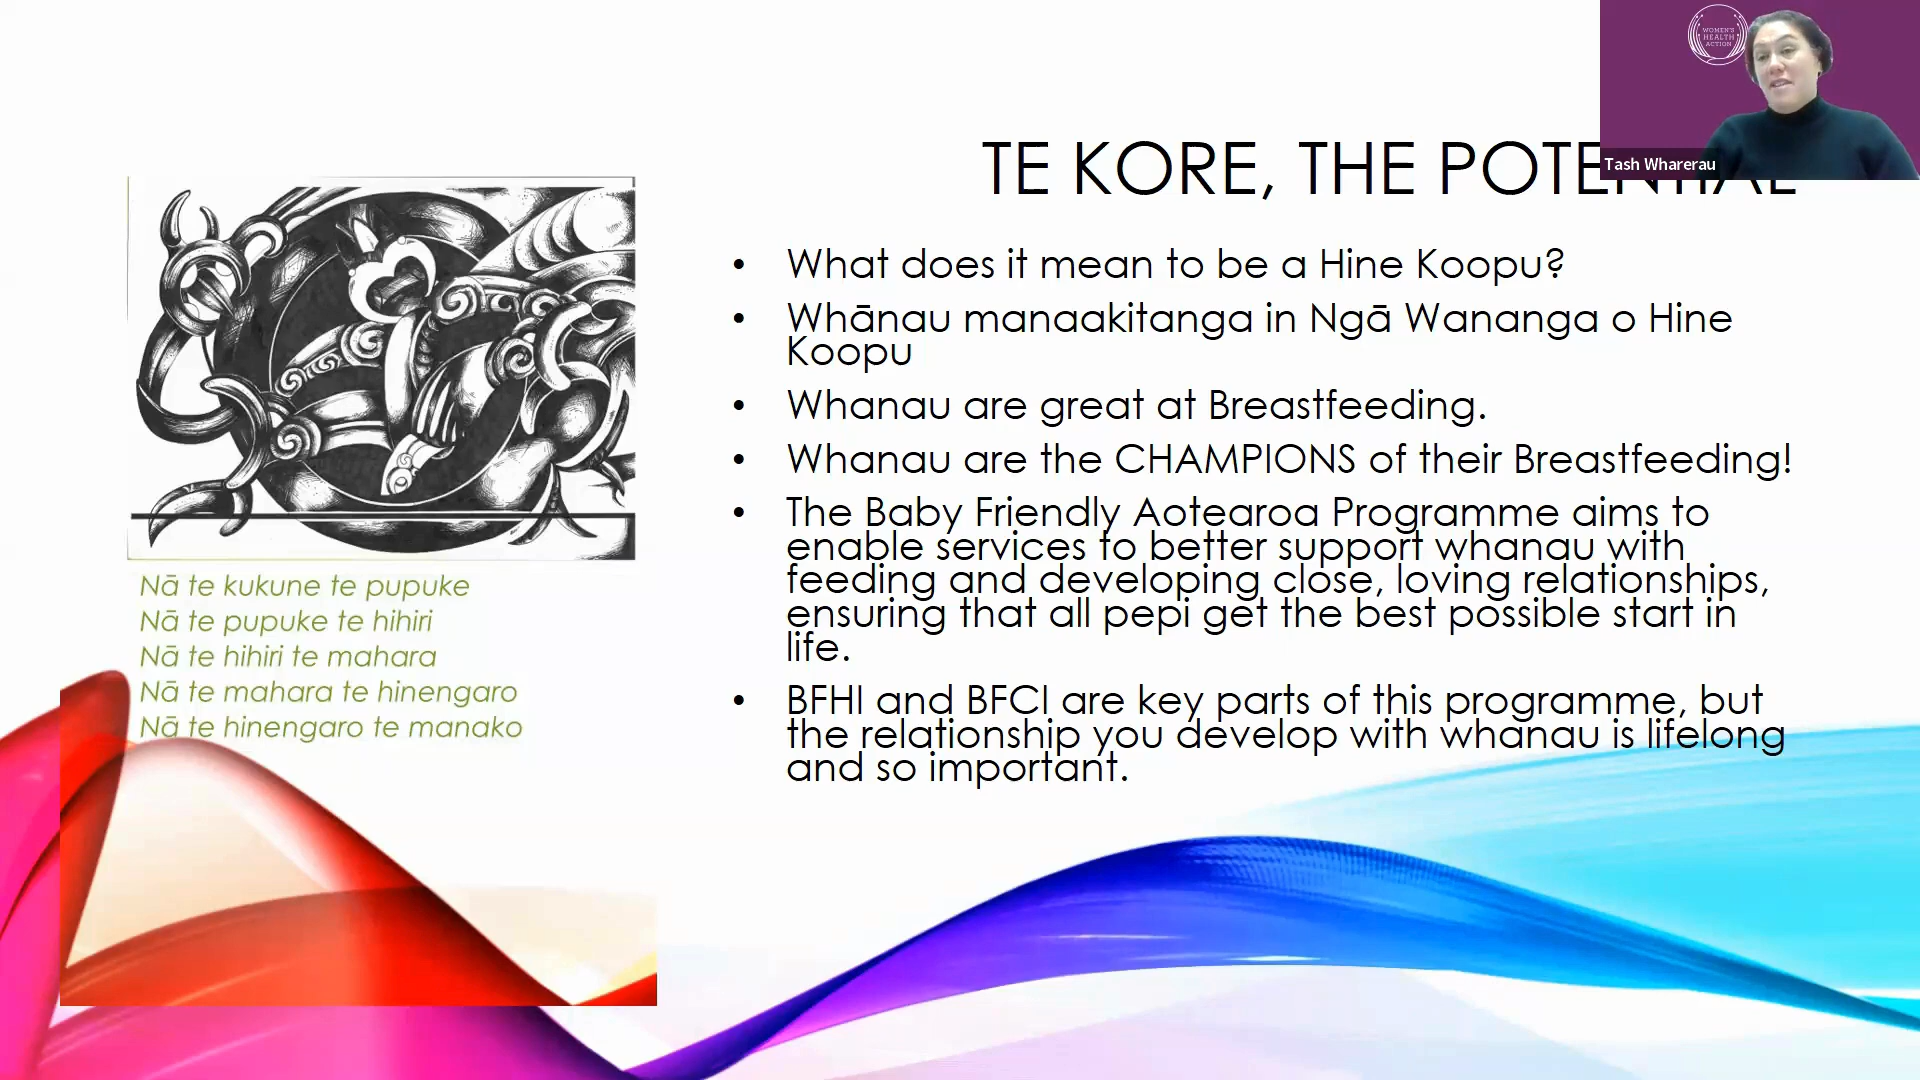 WOMEN'S
HEALTH
ACTION
Tash Wharerau
TE KORE, THE POTENTIAL
• What does it mean to be a Hine Koopu?
• Whānau manaakitanga in Ngā Wananga o Hine
Koopu
• Whanau are great at Breastfeeding.
• Whanau are the CHAMPIONS of their Breastfeeding!
• The Baby Friendly Aotearoa Programme aims to
enable services to better support whanau with
feeding and developing close, loving relationships,
ensuring that all pepi get the best possible start in
life.
• BFHI and BFCI are key parts of this programme, but
the relationship you develop with whanau is lifelong
and so important.
Nā te kukune te pupuke
Nā te pupuke te hihiri
Nā te hihiri te mahara
Nā te mahara te hinengaro
Nā te hinengaro te manako